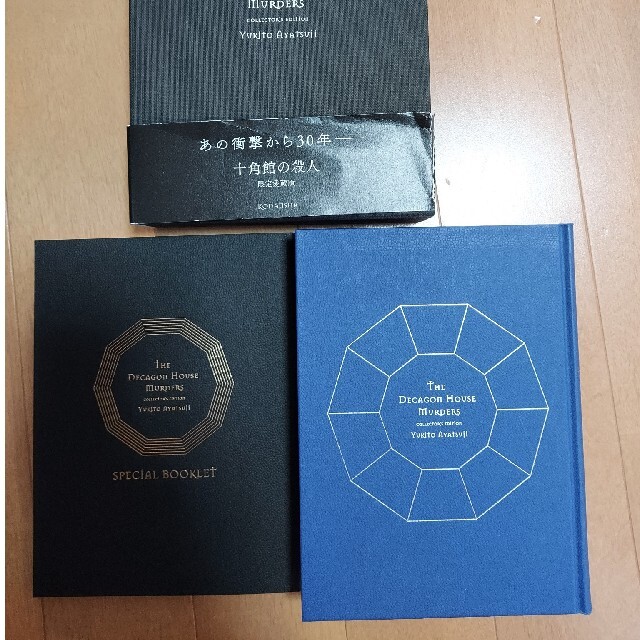 MURDERS
COLLECTOR'S EDITION
YUKITO AYATSUJI
あの衝撃から30年――
十角館の殺人
限定愛蔵版
KODANSHA
THE
DECAGON HOUSE
MURDERS
COLLECTOR'S EDITION
YUKITO AYATSUJI
SPECIAL BOOKLET
THE
DECAGON HOUSE
MURDERS
COLLECTOR'S EDITION
YUKITO AYATSUJI